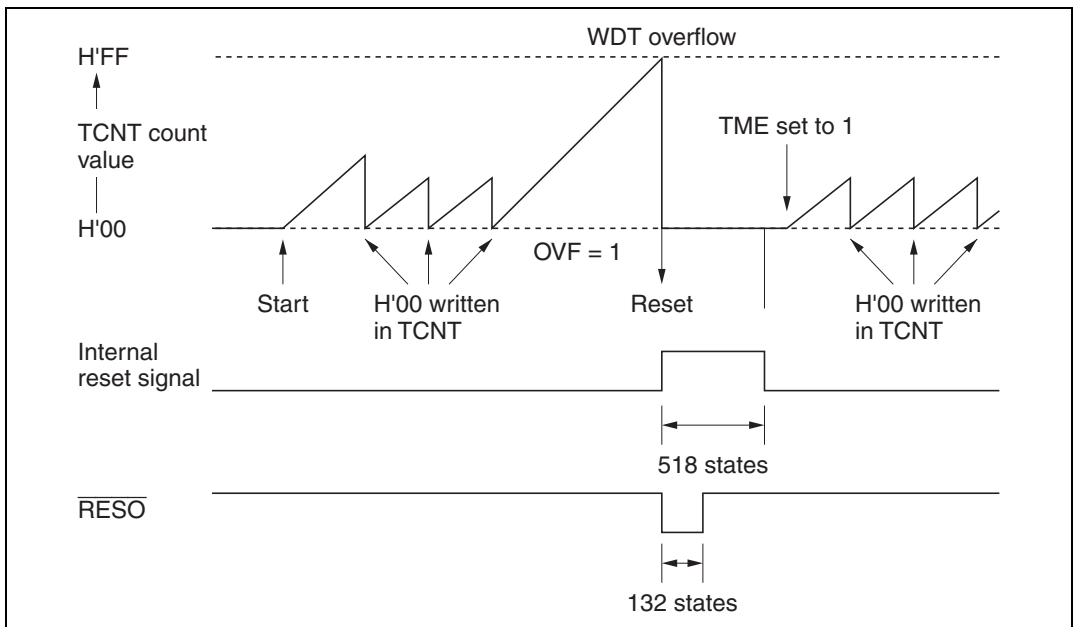 WDT overflow
H'FF
TME set to 1
TCNT count
value
H'00
OVF = 1
Start
H'00 written
in TCNT
Reset
H'00 written
in TCNT
Internal
reset signal
518 states
RESO
132 states